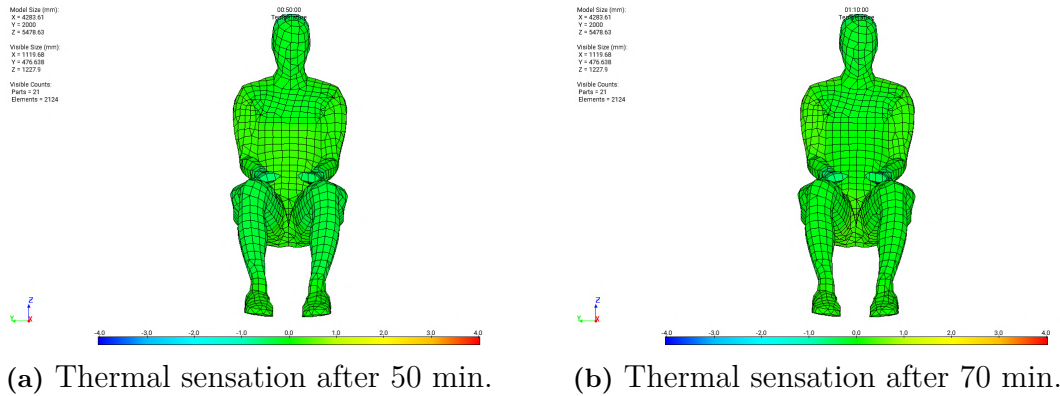 Model Size (mm):
X = 4283.61
Y = 2000
Z = 5478.63
Visible Size (mm):
X = 1119.68
Y = 476.638
Z = 1227.9
Visible Counts:
Parts = 21
Elements = 2124
00:50:00
Temperature
Z
Y
X
-4,0 -3,0 -2,0 -1,0 0,0 1,0 2,0 3,0 4,0
(a) Thermal sensation after 50 min.
Model Size (mm):
X = 4283.61
Y = 2000
Z = 5478.63
Visible Size (mm):
X = 1119.68
Y = 476.638
Z = 1227.9
Visible Counts:
Parts = 21
Elements = 2124
01:10:00
Temperature
Z
Y
X
-4,0 -3,0 -2,0 -1,0 0,0 1,0 2,0 3,0 4,0
(b) Thermal sensation after 70 min.